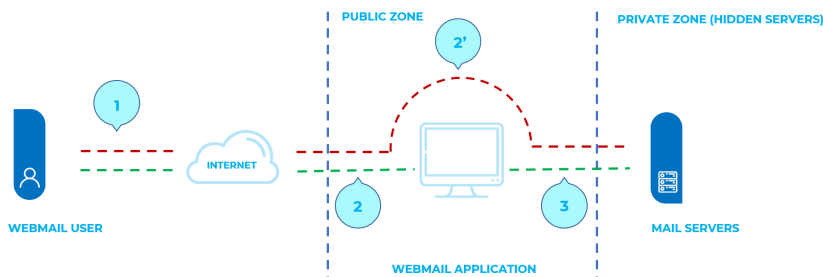 PUBLIC ZONE
PRIVATE ZONE (HIDDEN SERVERS)
2’
1
INTERNET
2
3
WEBMAIL USER
MAIL SERVERS
WEBMAIL APPLICATION